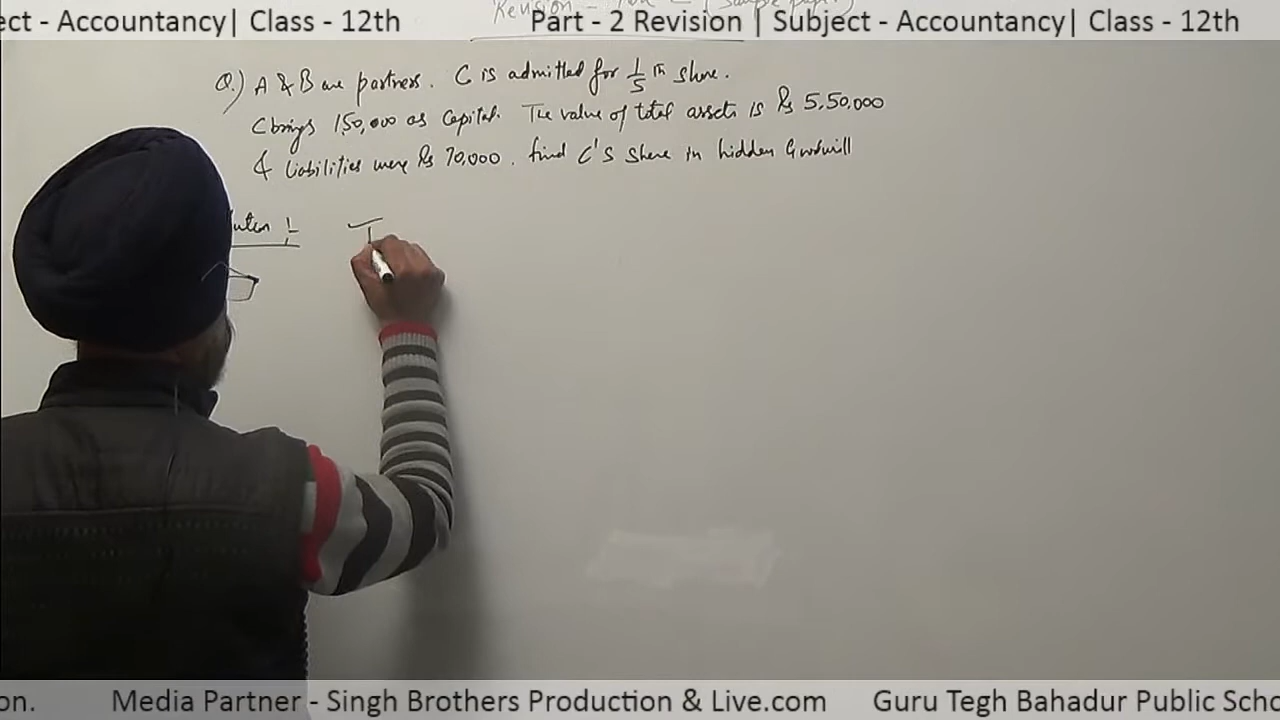 ect - Accountancy| Class - 12th Part - 2 Revision | Subject - Accountancy| Class - 12th
Revision -
Q.) A & B are partners. C is admitted for 1/5 th share.
C brings 150,000 as capital. The value of total assets is Rs 5,50,000
& liabilities were Rs 70,000. find C's share in hidden Goodwill
ution :-
T
on. Media Partner - Singh Brothers Production & Live.com Guru Tegh Bahadur Public Scho